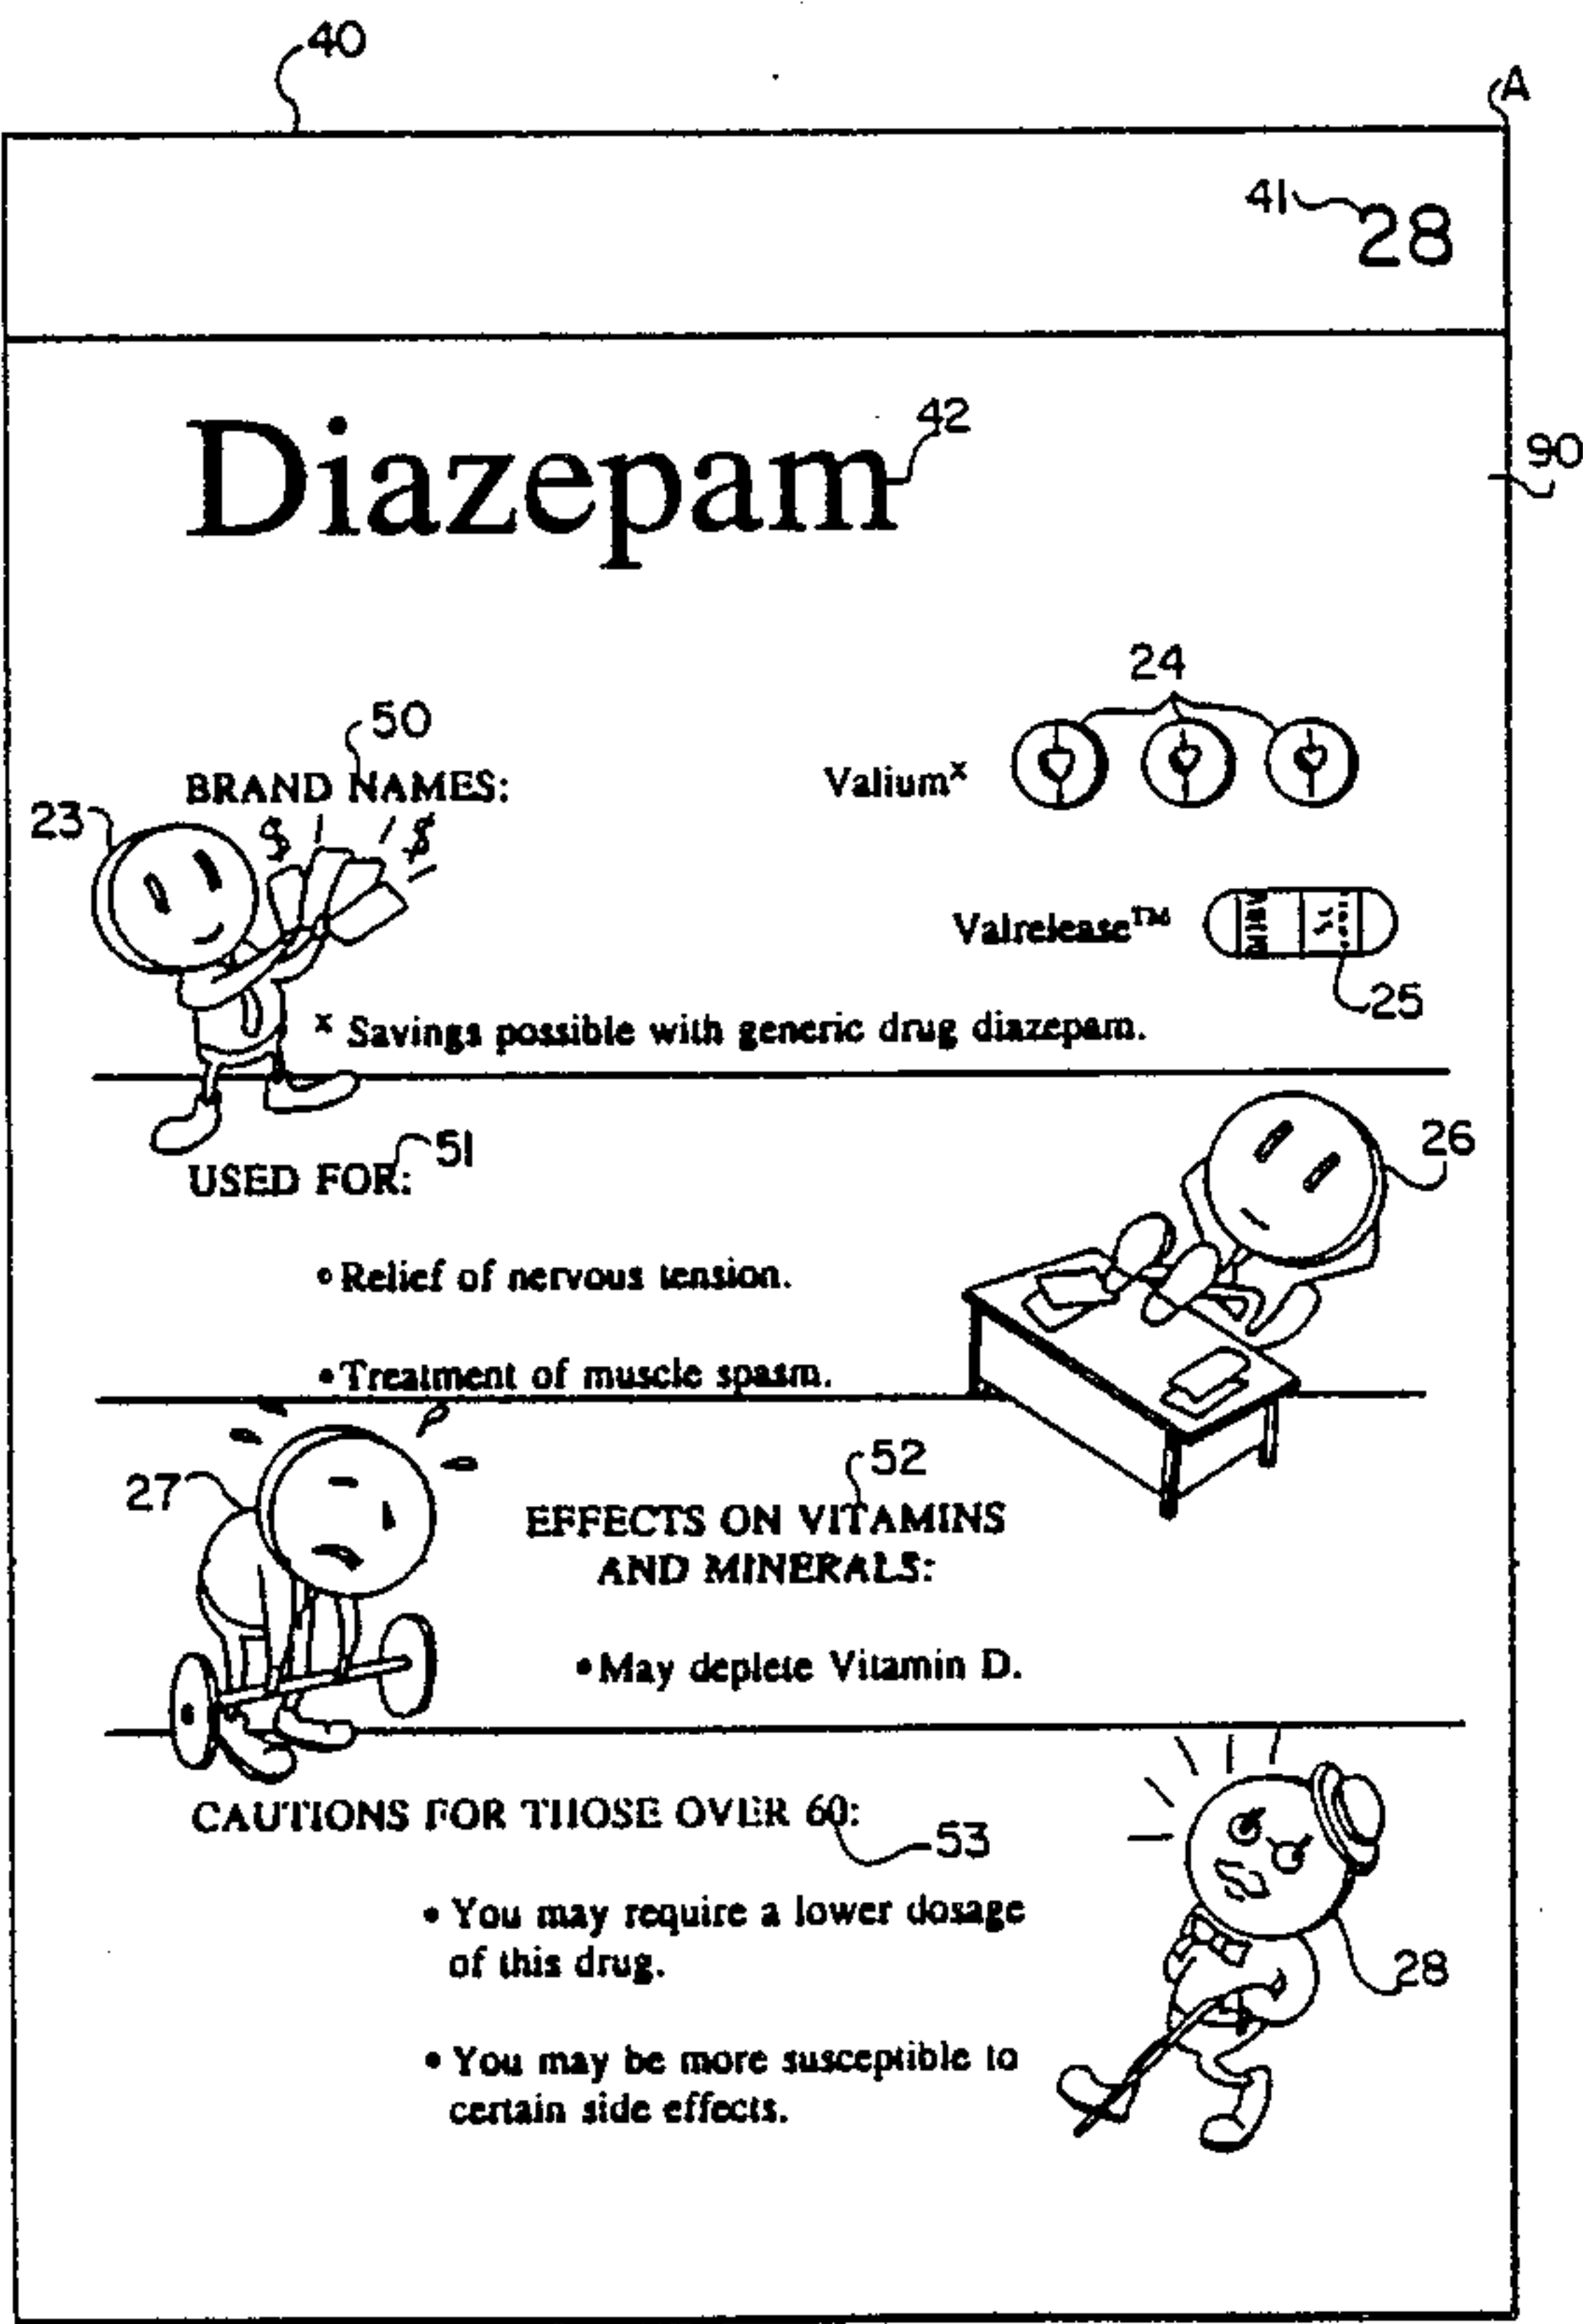 40
A
41 28
Diazepam 42
90
24
50
BRAND NAMES:
Valiumˣ
23
$ $
Valrelease™
25
ˣ Savings possible with generic drug diazepam.
51
USED FOR:
26
• Relief of nervous tension.
• Treatment of muscle spasm.
52
27
EFFECTS ON VITAMINS
AND MINERALS:
• May deplete Vitamin D.
CAUTIONS FOR THOSE OVER 60:
53
• You may require a lower dosage
of this drug.
28
• You may be more susceptible to
certain side effects.